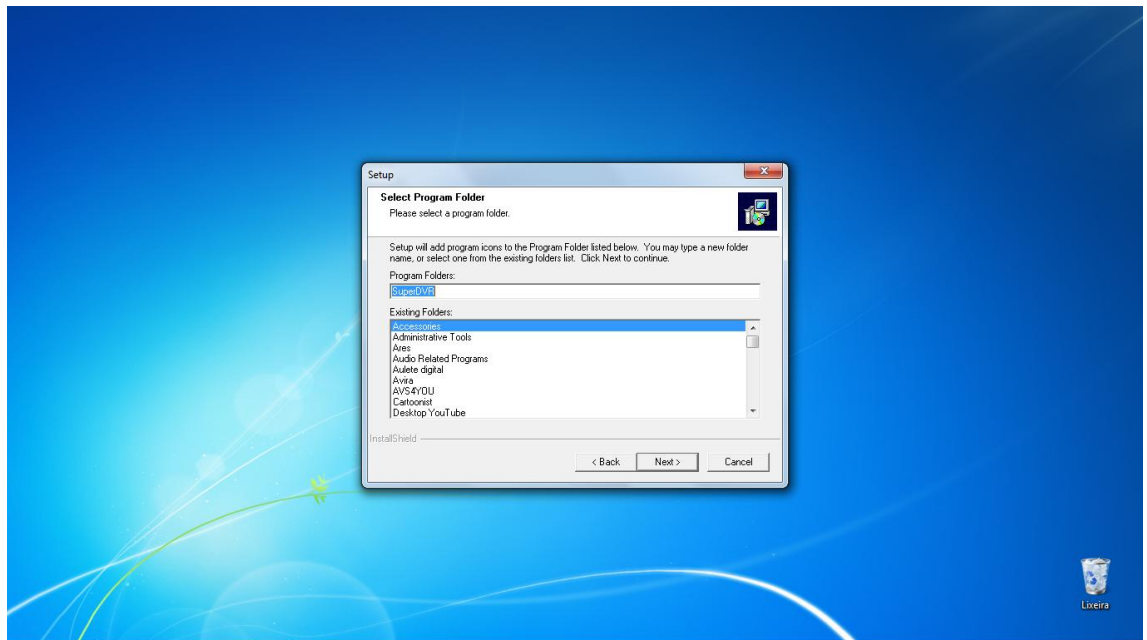 Setup
Select Program Folder
Please select a program folder.
Setup will add program icons to the Program Folder listed below. You may type a new folder
name, or select one from the existing folders list. Click Next to continue.
Program Folders:
SuperDVR
Existing Folders:
Accessories
Administrative Tools
Ares
Audio Related Programs
Aulete digital
Avira
AVS4YOU
Cartoonist
Desktop YouTube
InstallShield
< Back Next > Cancel
Lixeira